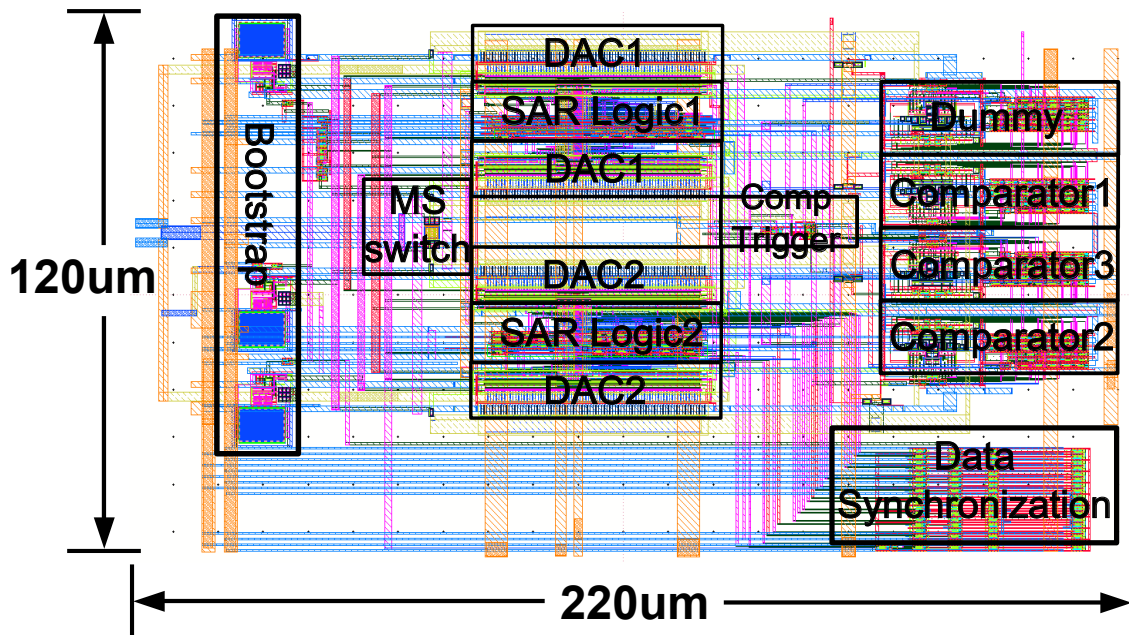 DAC1
SAR Logic1
DAC1
Bootstrap
MS
switch
Comp
Trigger
Dummy
Comparator1
Comparator3
Comparator2
DAC2
SAR Logic2
DAC2
Data
Synchronization
120um
220um